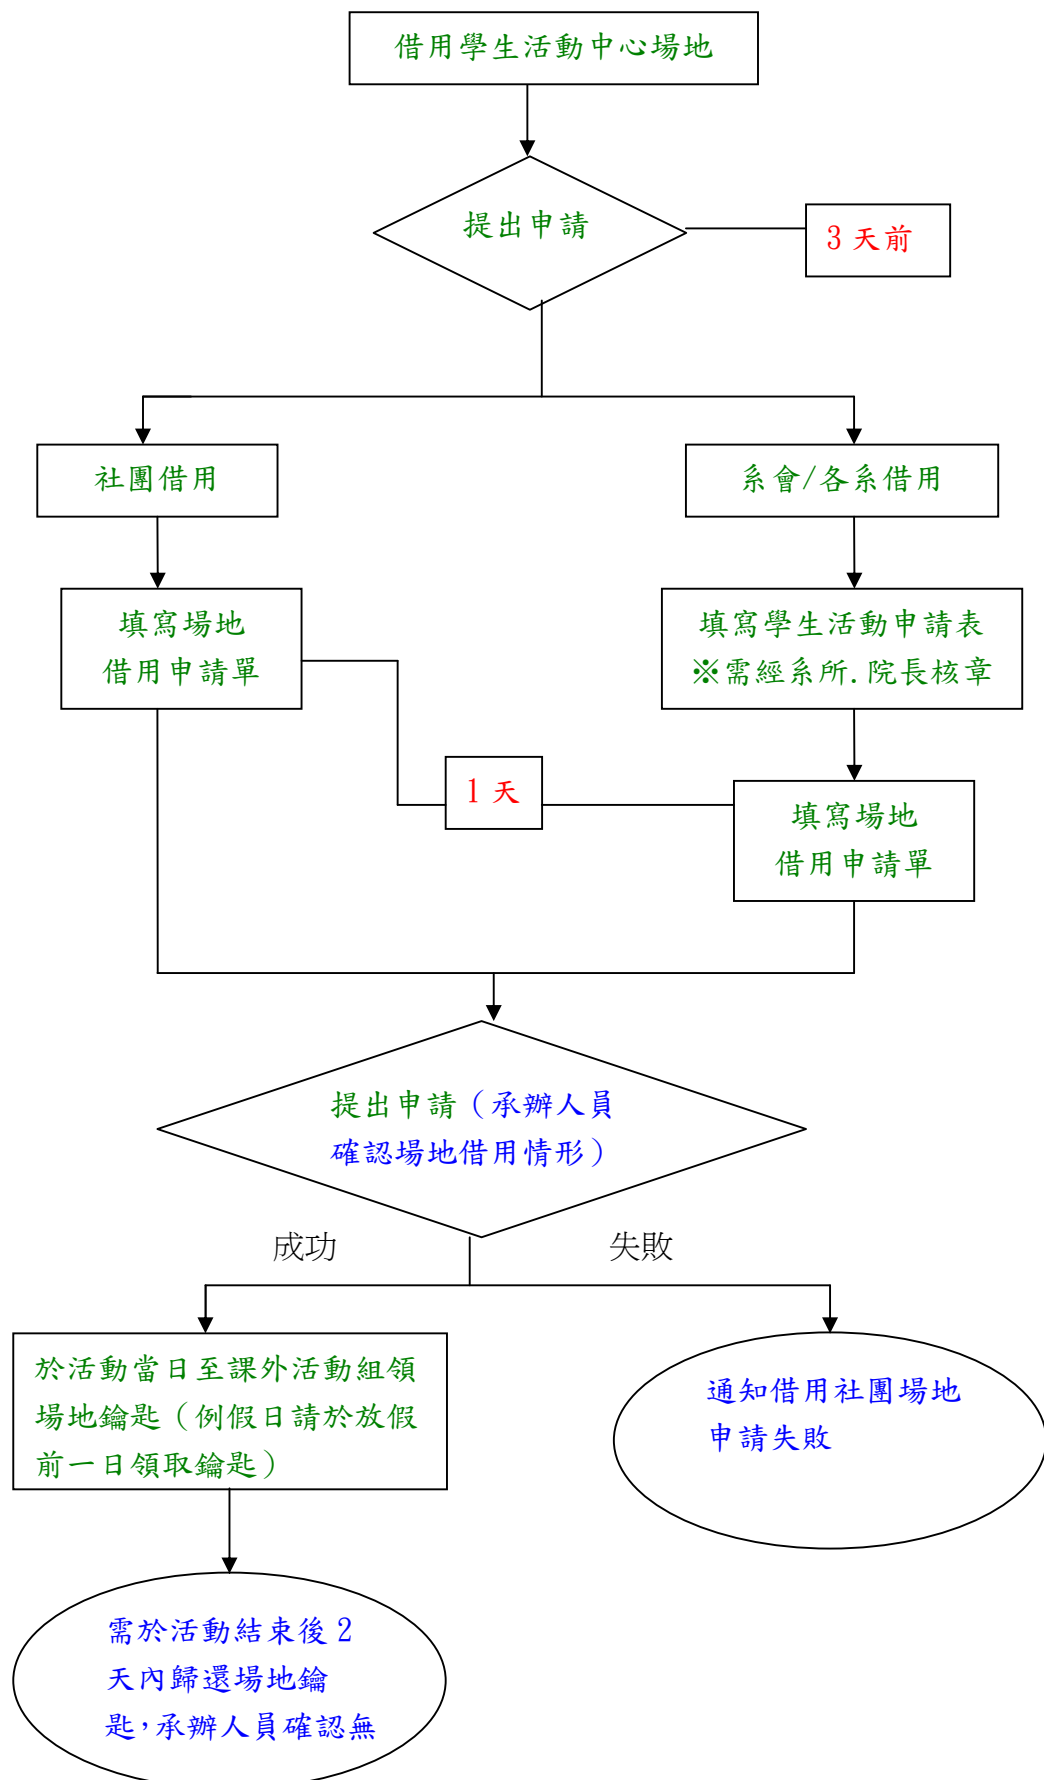 借用學生活動中心場地
提出申請
3 天前
社團借用
系會/各系借用
填寫場地
借用申請單
填寫學生活動申請表
※需經系所.院長核章
1 天
填寫場地
借用申請單
提出申請（承辦人員
確認場地借用情形）
成功
失敗
於活動當日至課外活動組領
場地鑰匙（例假日請於放假
前一日領取鑰匙）
通知借用社團場地
申請失敗
需於活動結束後 2
天內歸還場地鑰
匙，承辦人員確認無